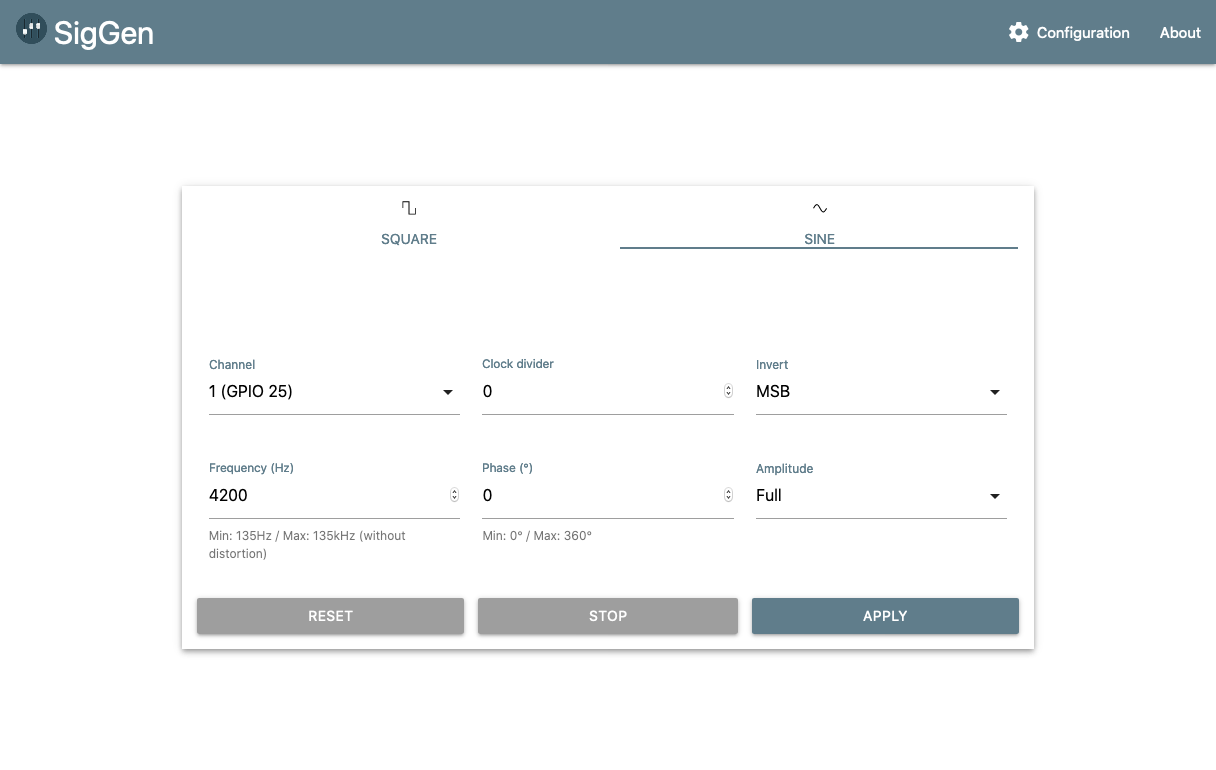 SigGen
Configuration
About
SQUARE
SINE
Channel
Clock divider
Invert
1 (GPIO 25)
0
MSB
Frequency (Hz)
Phase (°)
Amplitude
4200
0
Full
Min: 135Hz / Max: 135kHz (without
distortion)
Min: 0° / Max: 360°
RESET
STOP
APPLY